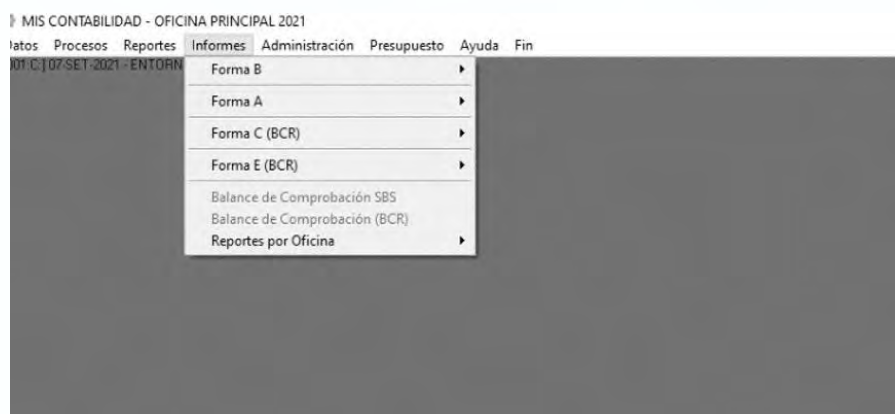 MIS CONTABILIDAD - OFICINA PRINCIPAL 2021
Procesos Reportes Informes Administración Presupuesto Ayuda Fin
07-SET-2021 - ENTORN
Forma B
Forma A
Forma C (BCR)
Forma E (BCR)
Balance de Comprobación SBS
Balance de Comprobación (BCR)
Reportes por Oficina